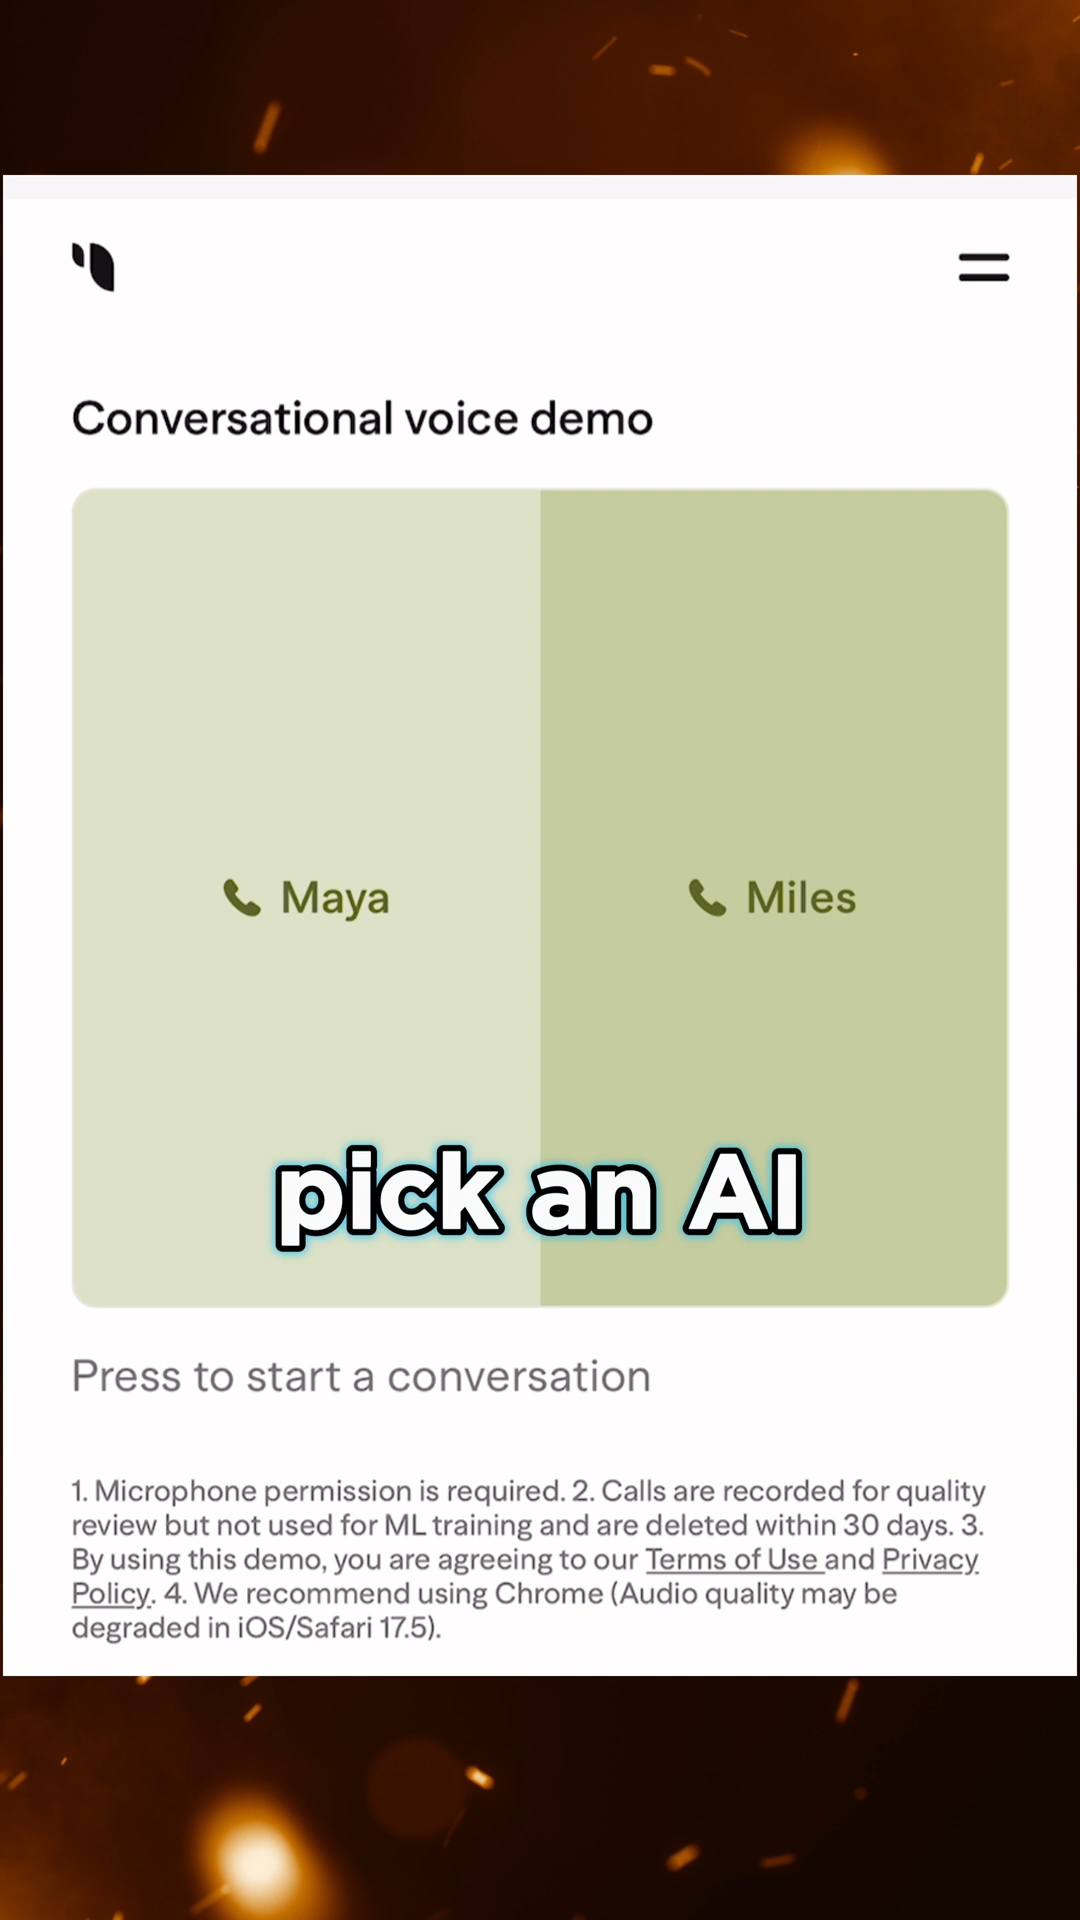 Conversational voice demo
Maya
Miles
pick an AI
Press to start a conversation
1. Microphone permission is required. 2. Calls are recorded for quality
review but not used for ML training and are deleted within 30 days. 3.
By using this demo, you are agreeing to our Terms of Use and Privacy
Policy. 4. We recommend using Chrome (Audio quality may be
degraded in iOS/Safari 17.5).